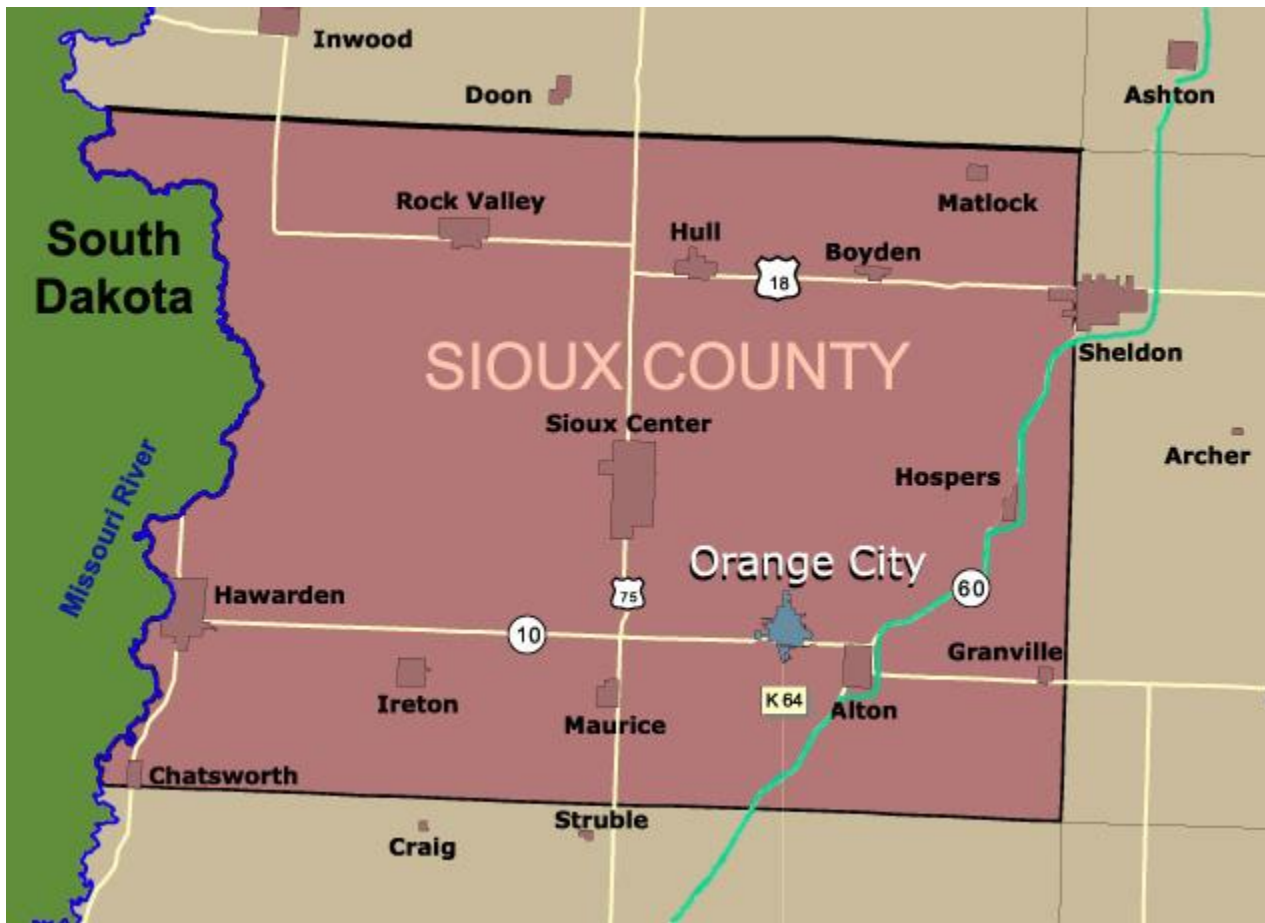 Inwood
Doon
Ashton
Matlock
Rock Valley
South
Dakota
Hull
Boyden
18
Sheldon
SIOUX COUNTY
Sioux Center
Archer
Hospers
Missouri River
Orange City
Hawarden
75
60
10
Granville
Ireton
K 64
Alton
Maurice
Chatsworth
Struble
Craig